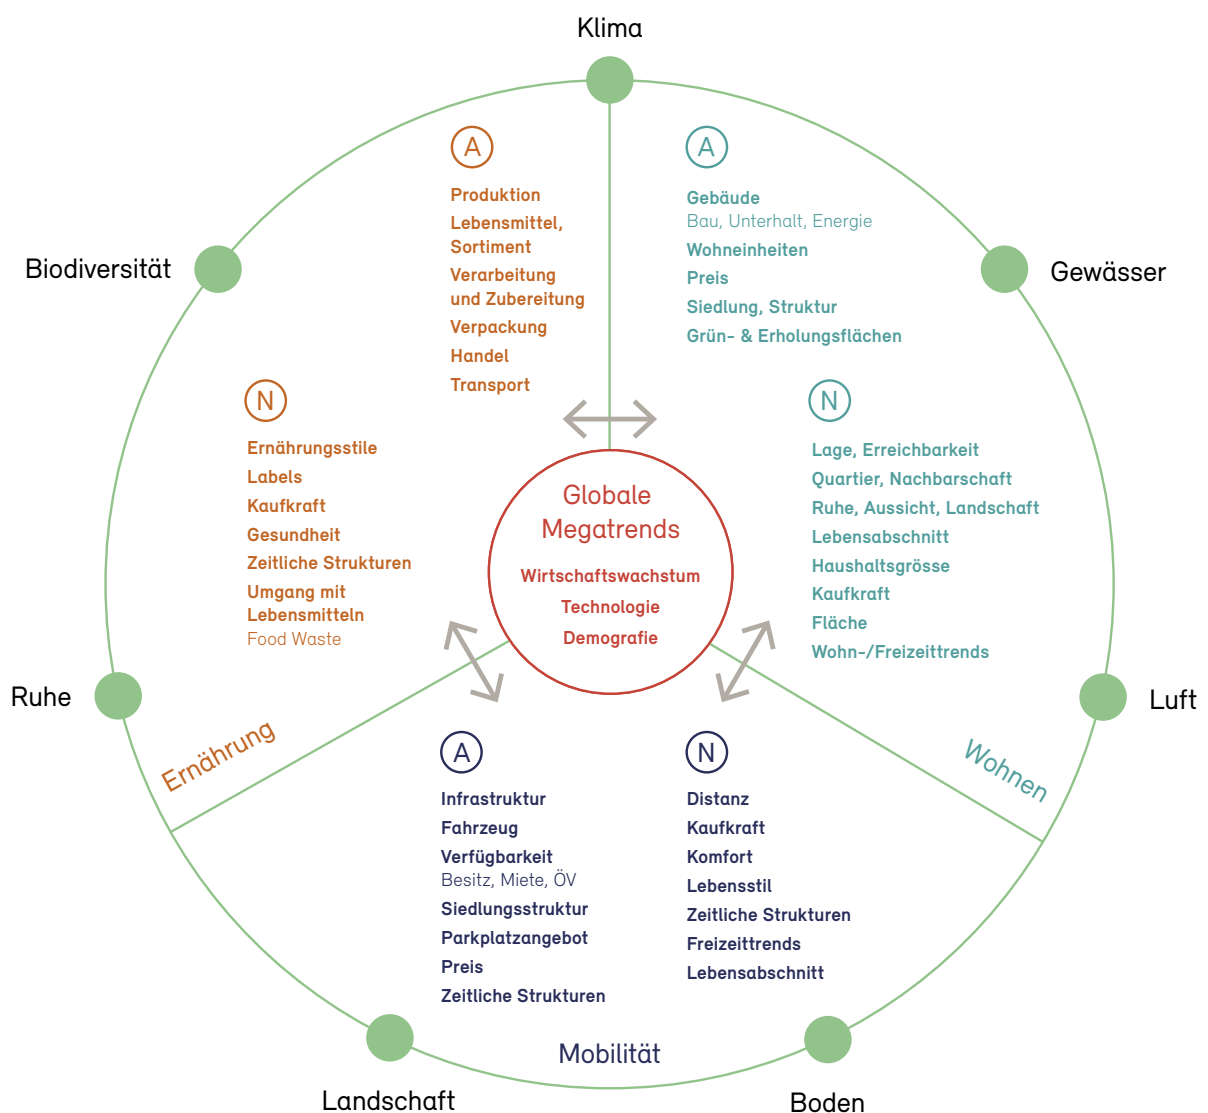 Klima
Biodiversität
Gewässer
A
Produktion
Lebensmittel,
Sortiment
Verarbeitung
und Zubereitung
Verpackung
Handel
Transport
A
Gebäude
Bau, Unterhalt, Energie
Wohneinheiten
Preis
Siedlung, Struktur
Grün- & Erholungsflächen
N
Ernährungsstile
Labels
Kaufkraft
Gesundheit
Zeitliche Strukturen
Umgang mit
Lebensmitteln
Food Waste
Globale
Megatrends
Wirtschaftswachstum
Technologie
Demografie
N
Lage, Erreichbarkeit
Quartier, Nachbarschaft
Ruhe, Aussicht, Landschaft
Lebensabschnitt
Haushaltsgrösse
Kaufkraft
Fläche
Wohn-/Freizeittrends
Ruhe
Luft
Ernährung
Wohnen
A
Infrastruktur
Fahrzeug
Verfügbarkeit
Besitz, Miete, ÖV
Siedlungsstruktur
Parkplatzangebot
Preis
Zeitliche Strukturen
N
Distanz
Kaufkraft
Komfort
Lebensstil
Zeitliche Strukturen
Freizeittrends
Lebensabschnitt
Mobilität
Landschaft
Boden